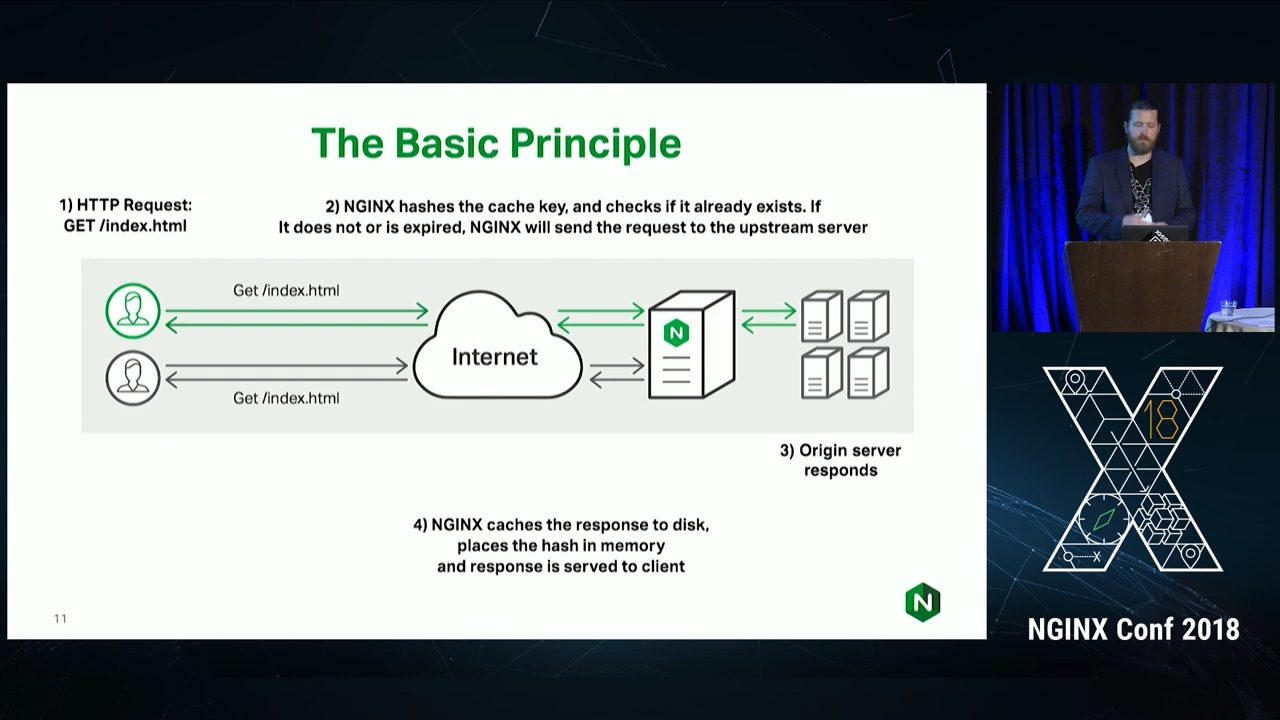 The Basic Principle
1) HTTP Request:
GET /index.html
2) NGINX hashes the cache key, and checks if it already exists. If
It does not or is expired, NGINX will send the request to the upstream server
Get /index.html
Internet
N
Get /index.html
3) Origin server
responds
4) NGINX caches the response to disk,
places the hash in memory
and response is served to client
11
N
18
X
NGINX Conf 2018